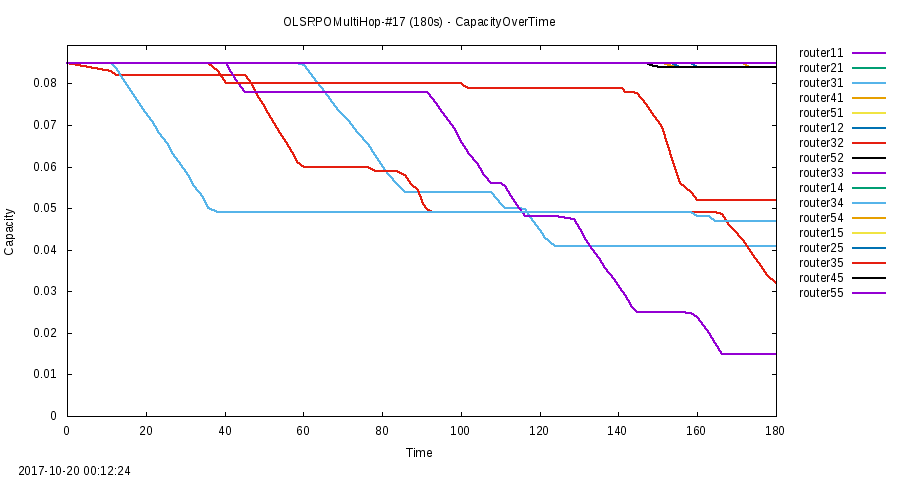 OLSRPPOMultiHop-#17 (180s) - CapacityOverTime
router11
router21
router31
router41
router51
router12
router32
router52
router33
router14
router34
router54
router15
router25
router35
router45
router55
Capacity
0.08
0.07
0.06
0.05
0.04
0.03
0.02
0.01
0
0 20 40 60 80 100 120 140 160 180
Time
2017-10-20 00:12:24